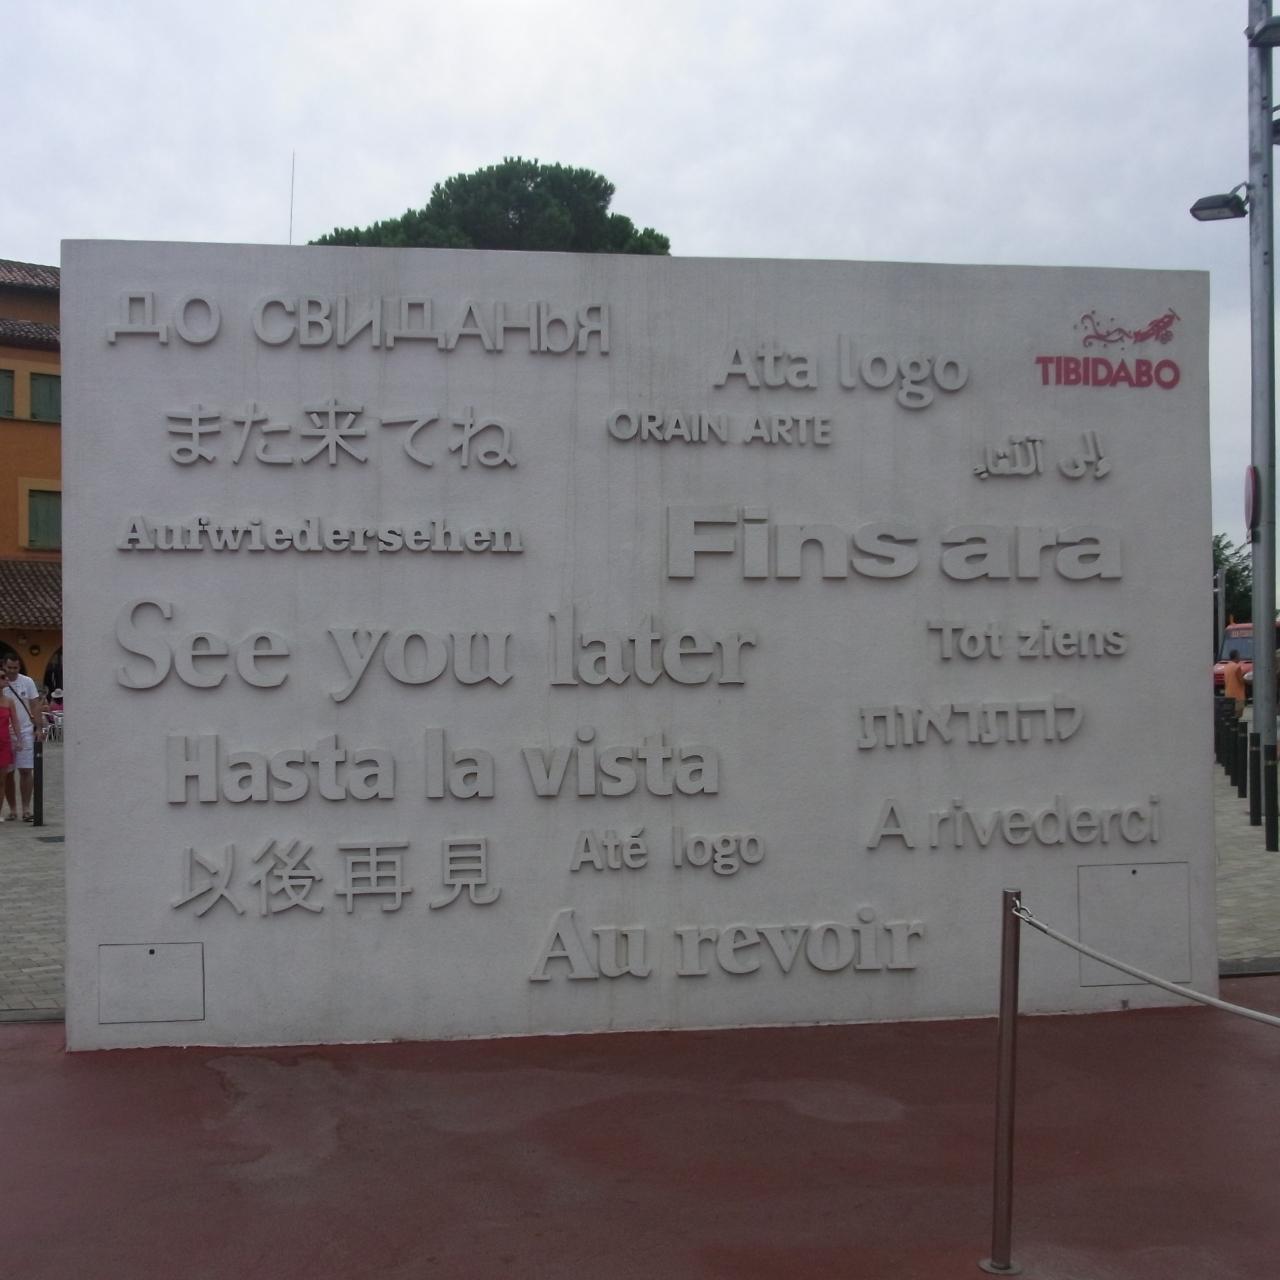 до свиданья
Ata logo
TIBIDABO
また来てね
ORAIN ARTE
إلى اللقاء
Aufwiedersehen
Fins ara
See you later
Tot ziens
להתראות
Hasta la vista
A rivederci
以後再見
Até logo
Au revoir